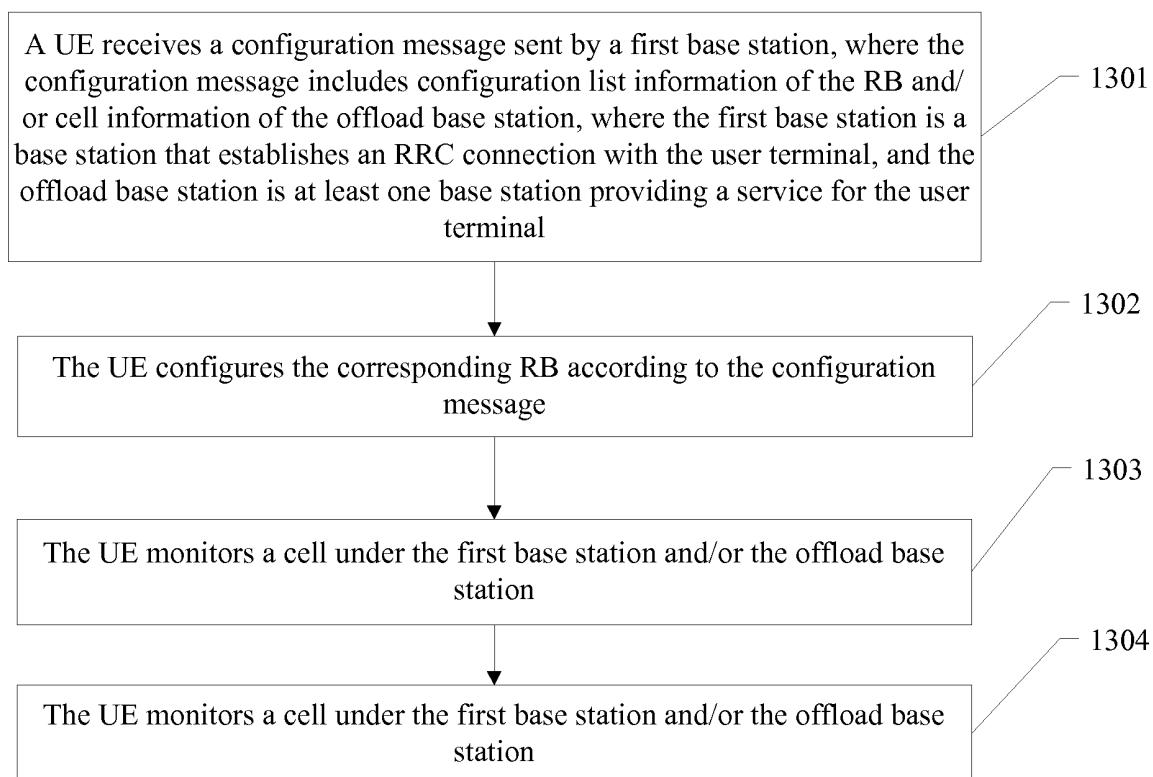 A UE receives a configuration message sent by a first base station, where the
configuration message includes configuration list information of the RB and/
or cell information of the offload base station, where the first base station is a
base station that establishes an RRC connection with the user terminal, and the
offload base station is at least one base station providing a service for the user
terminal
1301
The UE configures the corresponding RB according to the configuration
message
1302
The UE monitors a cell under the first base station and/or the offload base
station
1303
The UE monitors a cell under the first base station and/or the offload base
station
1304